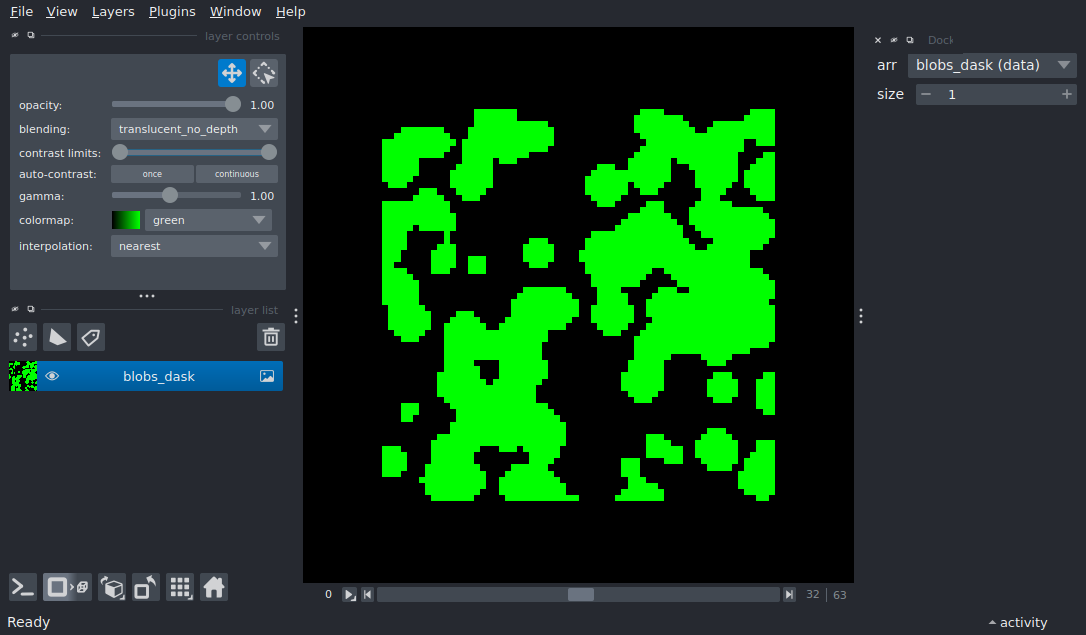 File View Layers Plugins Window Help
layer controls
opacity: 1.00
blending: translucent_no_depth
contrast limits:
auto-contrast: once continuous
gamma: 1.00
colormap: green
interpolation: nearest
layer list
blobs_dask
Dock
arr blobs_dask (data)
size 1
0 32 63
Ready
activity